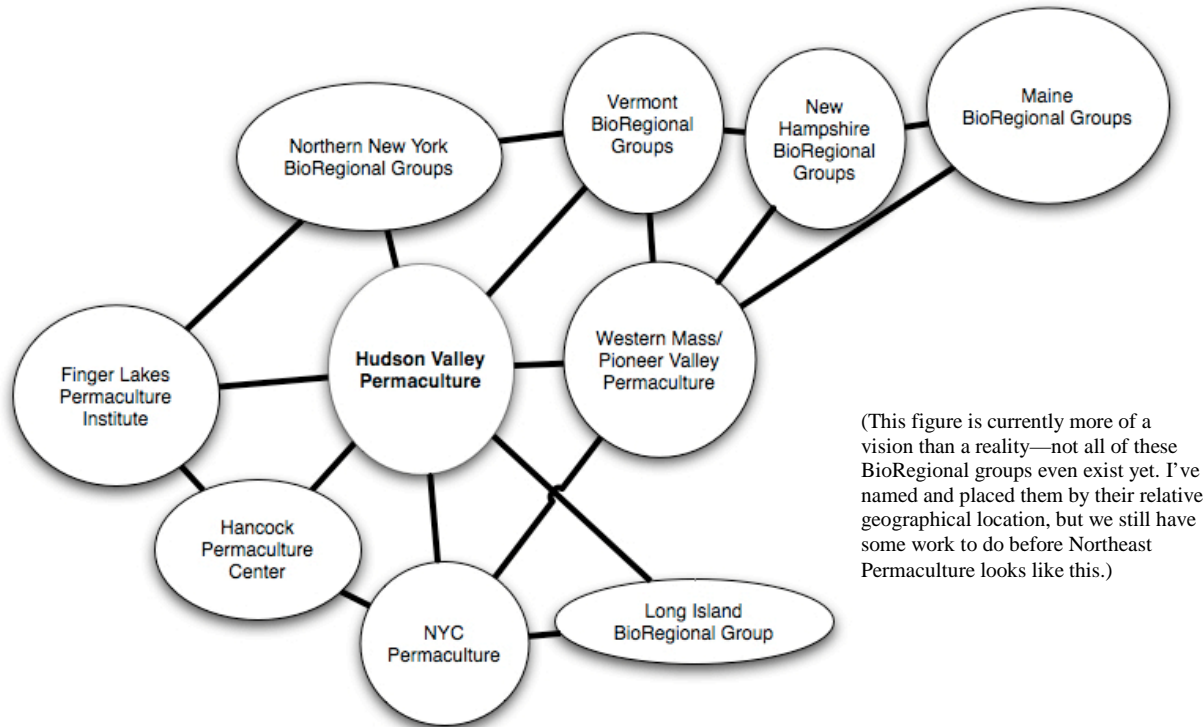 Vermont
BioRegional
Groups
New
Hampshire
BioRegional
Groups
Maine
BioRegional Groups
Northern New York
BioRegional Groups
Hudson Valley
Permaculture
Western Mass/
Pioneer Valley
Permaculture
Finger Lakes
Permaculture
Institute
(This figure is currently more of a
vision than a reality—not all of these
BioRegional groups even exist yet. I’ve
named and placed them by their relative
geographical location, but we still have
some work to do before Northeast
Permaculture looks like this.)
Hancock
Permaculture
Center
NYC
Permaculture
Long Island
BioRegional Group